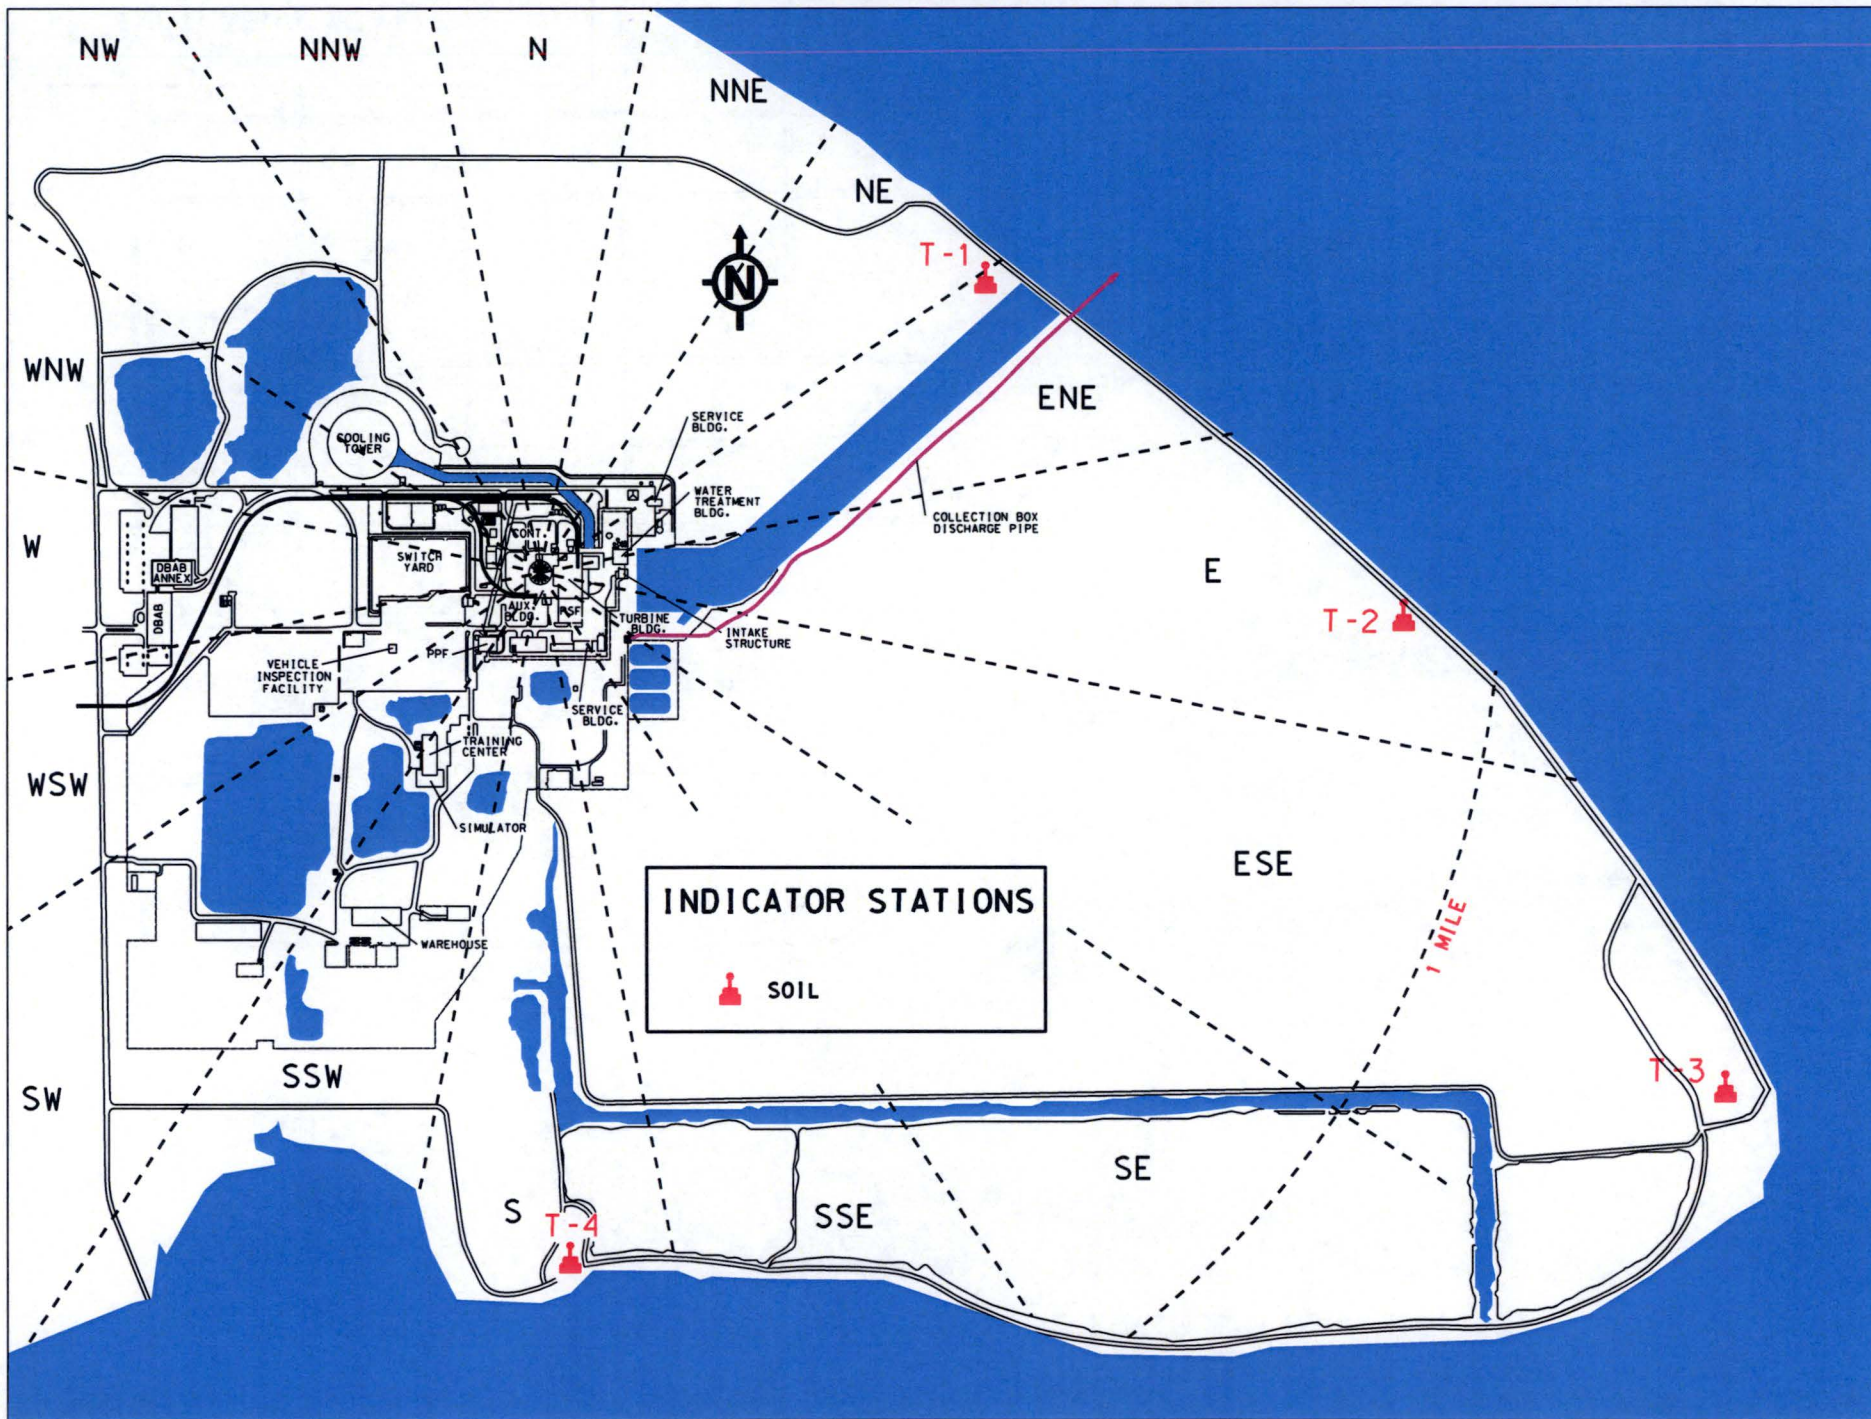 NW
NNW
N
NNE
NE
T-1
N
WNW
ENE
SERVICE
BLDG.
COOLING
TOWER
W
WATER
TREATMENT
BLDG.
COLLECTION BOX
DISCHARGE PIPE
CONT.
SWITCH
YARD
DBAB
ANNEX
E
DBAB
AUX.
BLDG.
RSF
TURBINE
BLDG.
INTAKE
STRUCTURE
T-2
PPF
VEHICLE
INSPECTION
FACILITY
SERVICE
BLDG.
TRAINING
CENTER
WSW
SIMULATOR
ESE
INDICATOR STATIONS
SOIL
1 MILE
WAREHOUSE
SSW
SW
T-3
SE
S
SSE
T-4